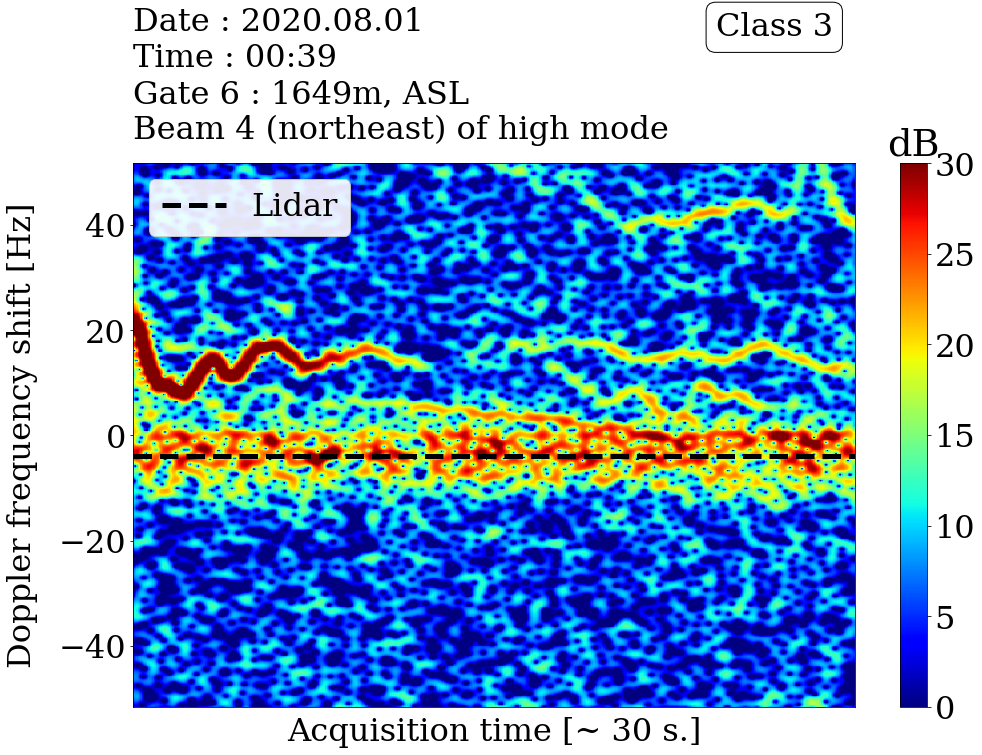 Date : 2020.08.01
Time : 00:39
Gate 6 : 1649m, ASL
Beam 4 (northeast) of high mode
Class 3
dB
Lidar
Doppler frequency shift [Hz]
40
20
0
−20
−40
30
25
20
15
10
5
0
Acquisition time [~ 30 s.]